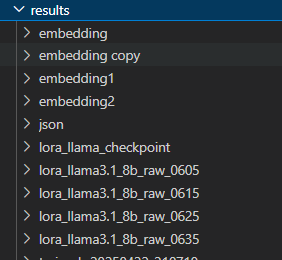 results
embedding
embedding copy
embedding1
embedding2
json
lora_llama_checkpoint
lora_llama3.1_8b_raw_0605
lora_llama3.1_8b_raw_0615
lora_llama3.1_8b_raw_0625
lora_llama3.1_8b_raw_0635